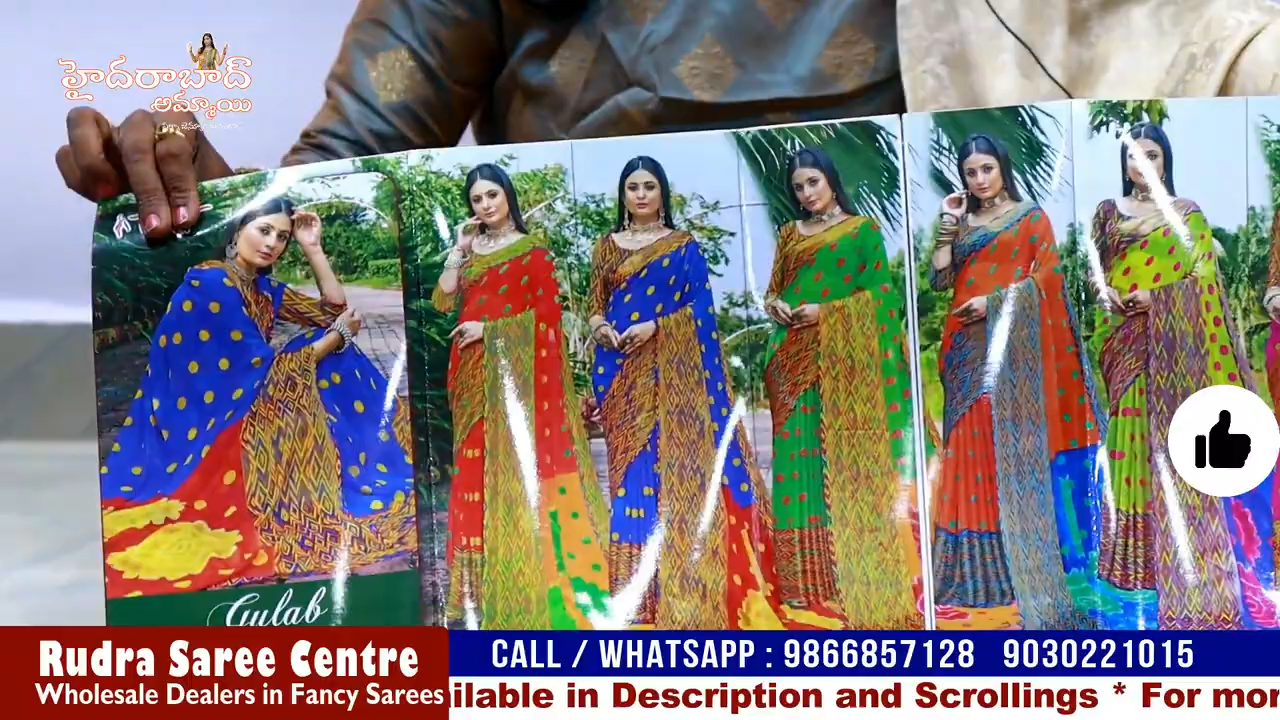 హైదరాబాద్
అమ్మాయి
Gulab
Rudra Saree Centre
Wholesale Dealers in Fancy Sarees
CALL / WHATSAPP : 9866857128 9030221015
ilable in Description and Scrollings * For mor